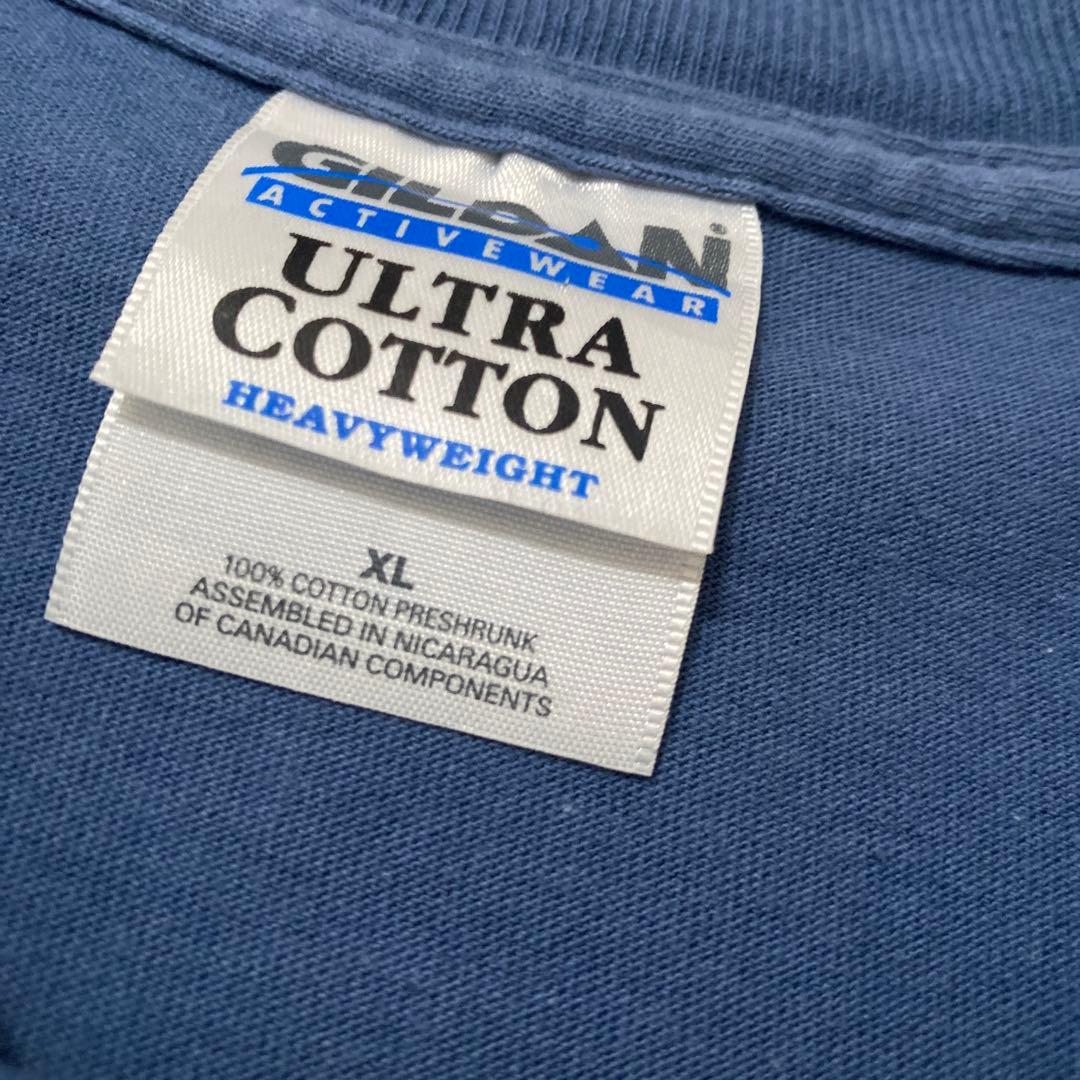 GILDAN®
ACTIVEWEAR
ULTRA
COTTON
HEAVYWEIGHT
XL
100% COTTON PRESHRUNK
ASSEMBLED IN NICARAGUA
OF CANADIAN COMPONENTS